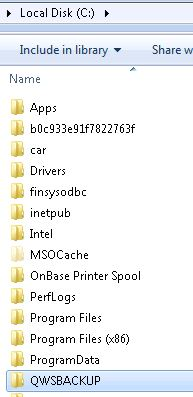 Local Disk (C:)
Include in library Share w
Name
Apps
b0c933e91f7822763f
car
Drivers
finsysodbc
inetpub
Intel
MSOCache
OnBase Printer Spool
PerfLogs
Program Files
Program Files (x86)
ProgramData
QWSBACKUP